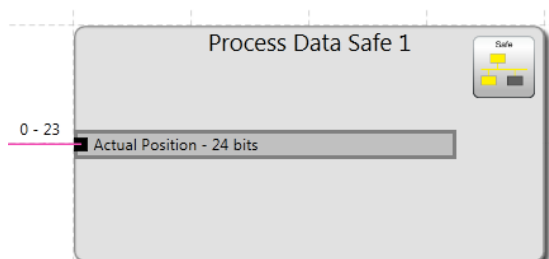 Process Data Safe 1
Safe
0 - 23
Actual Position - 24 bits